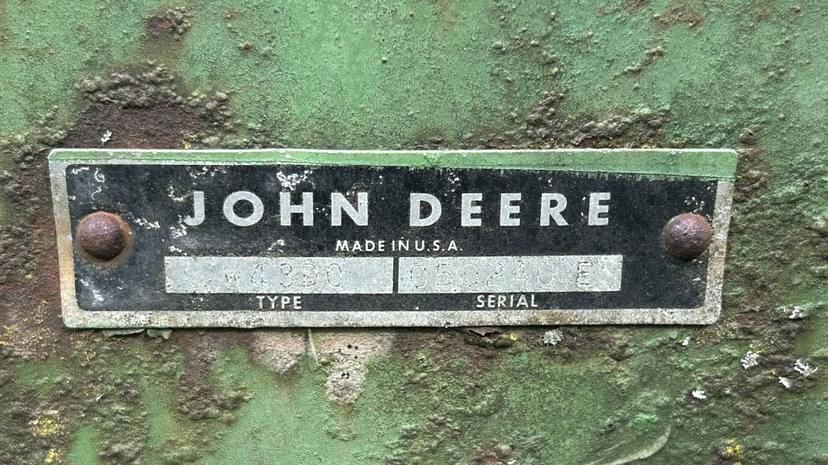 JOHN DEERE
MADE IN U.S.A.
TYPE SERIAL